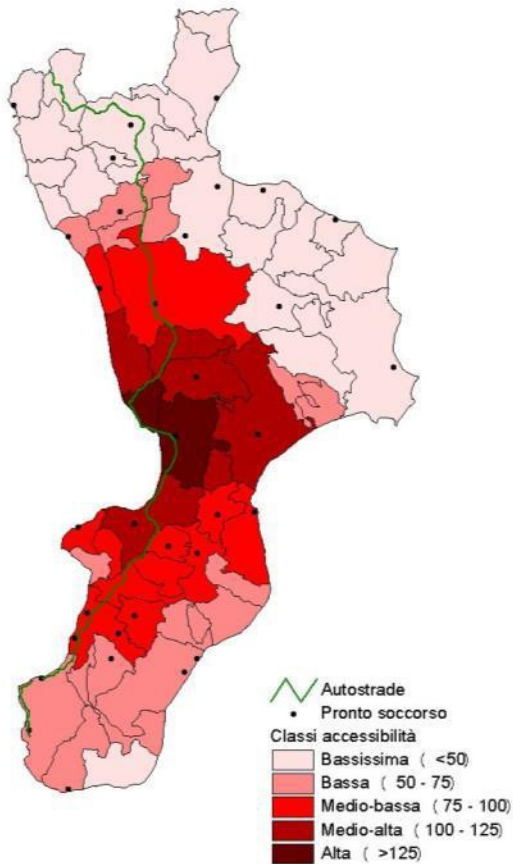 Autostrade
Pronto soccorso
Classi accessibilità
Bassissima ( <50)
Bassa ( 50 - 75)
Medio-bassa ( 75 - 100)
Medio-alta ( 100 - 125)
Alta ( >125)